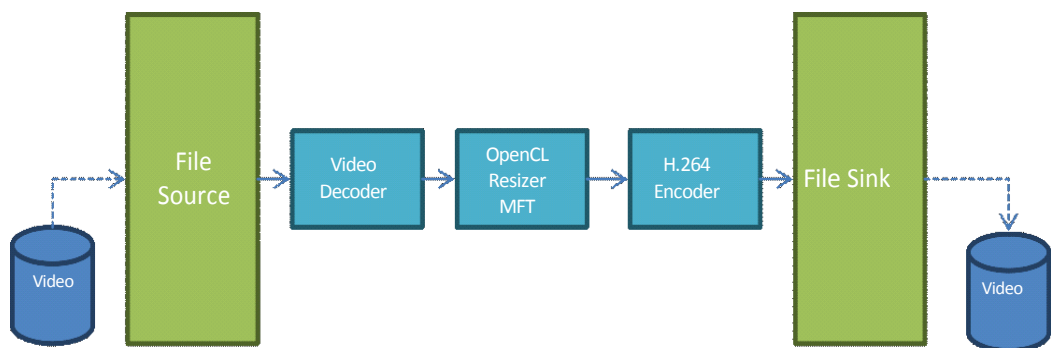 Video
File
Source
Video
Decoder
OpenCL
Resizer
MFT
H.264
Encoder
File Sink
Video